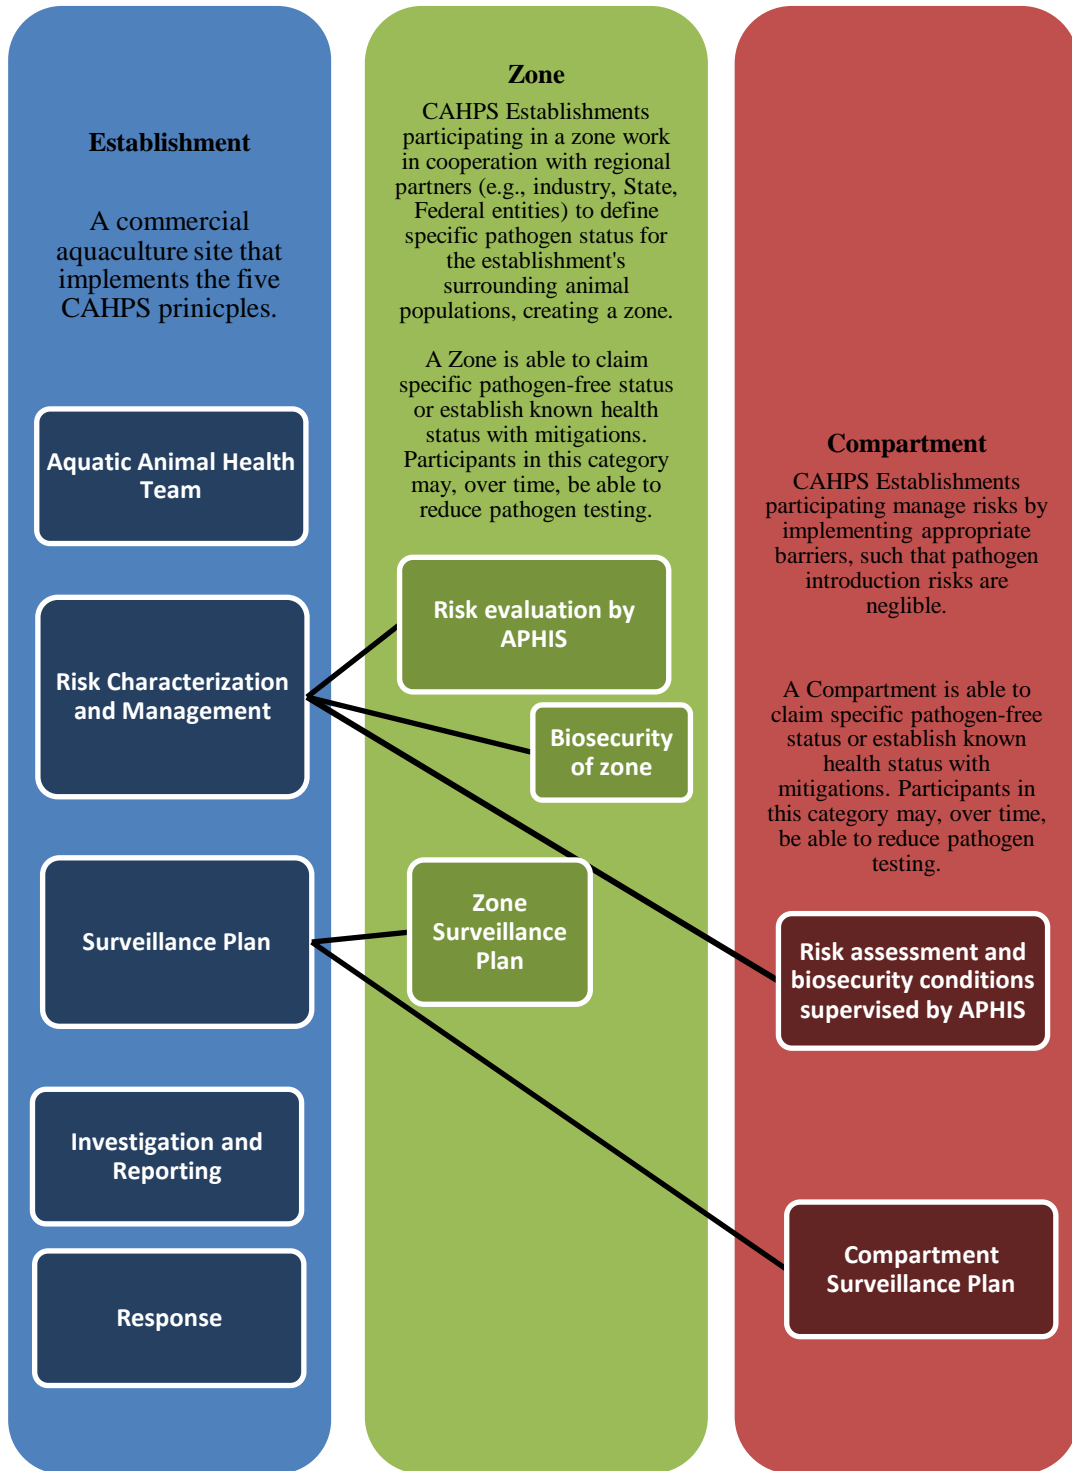 Establishment
A commercial
aquaculture site that
implements the five
CAHPS prinicples.
Aquatic Animal Health
Team
Risk Characterization
and Management
Surveillance Plan
Investigation and
Reporting
Response
Zone
CAHPS Establishments
participating in a zone work
in cooperation with regional
partners (e.g., industry, State,
Federal entities) to define
specific pathogen status for
the establishment's
surrounding animal
populations, creating a zone.
A Zone is able to claim
specific pathogen-free status
or establish known health
status with mitigations.
Participants in this category
may, over time, be able to
reduce pathogen testing.
Risk evaluation by
APHIS
Biosecurity
of zone
Zone
Surveillance
Plan
Compartment
CAHPS Establishments
participating manage risks by
implementing appropriate
barriers, such that pathogen
introduction risks are
neglible.
A Compartment is able to
claim specific pathogen-free
status or establish known
health status with
mitigations. Participants in
this category may, over time,
be able to reduce pathogen
testing.
Risk assessment and
biosecurity conditions
supervised by APHIS
Compartment
Surveillance Plan